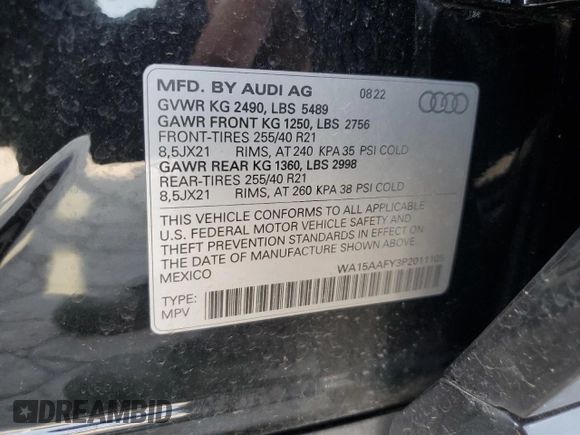 MFD. BY AUDI AG 08 22
GVWR KG 2490, LBS 5489
GAWR FRONT KG 1250, LBS 2756
FRONT-TIRES 255/40 R21
8,5JX21 RIMS, AT 240 KPA 35 PSI COLD
GAWR REAR KG 1360, LBS 2998
REAR-TIRES 255/40 R21
8,5JX21 RIMS, AT 260 KPA 38 PSI COLD
THIS VEHICLE CONFORMS TO ALL APPLICABLE
U.S. FEDERAL MOTOR VEHICLE SAFETY, AND
THEFT PREVENTION STANDARDS IN EFFECT ON
THE DATE OF MANUFACTURE SHOWN ABOVE.
MEXICO
WA15AAFY3P2011105
TYPE:
MPV
DREAMBID